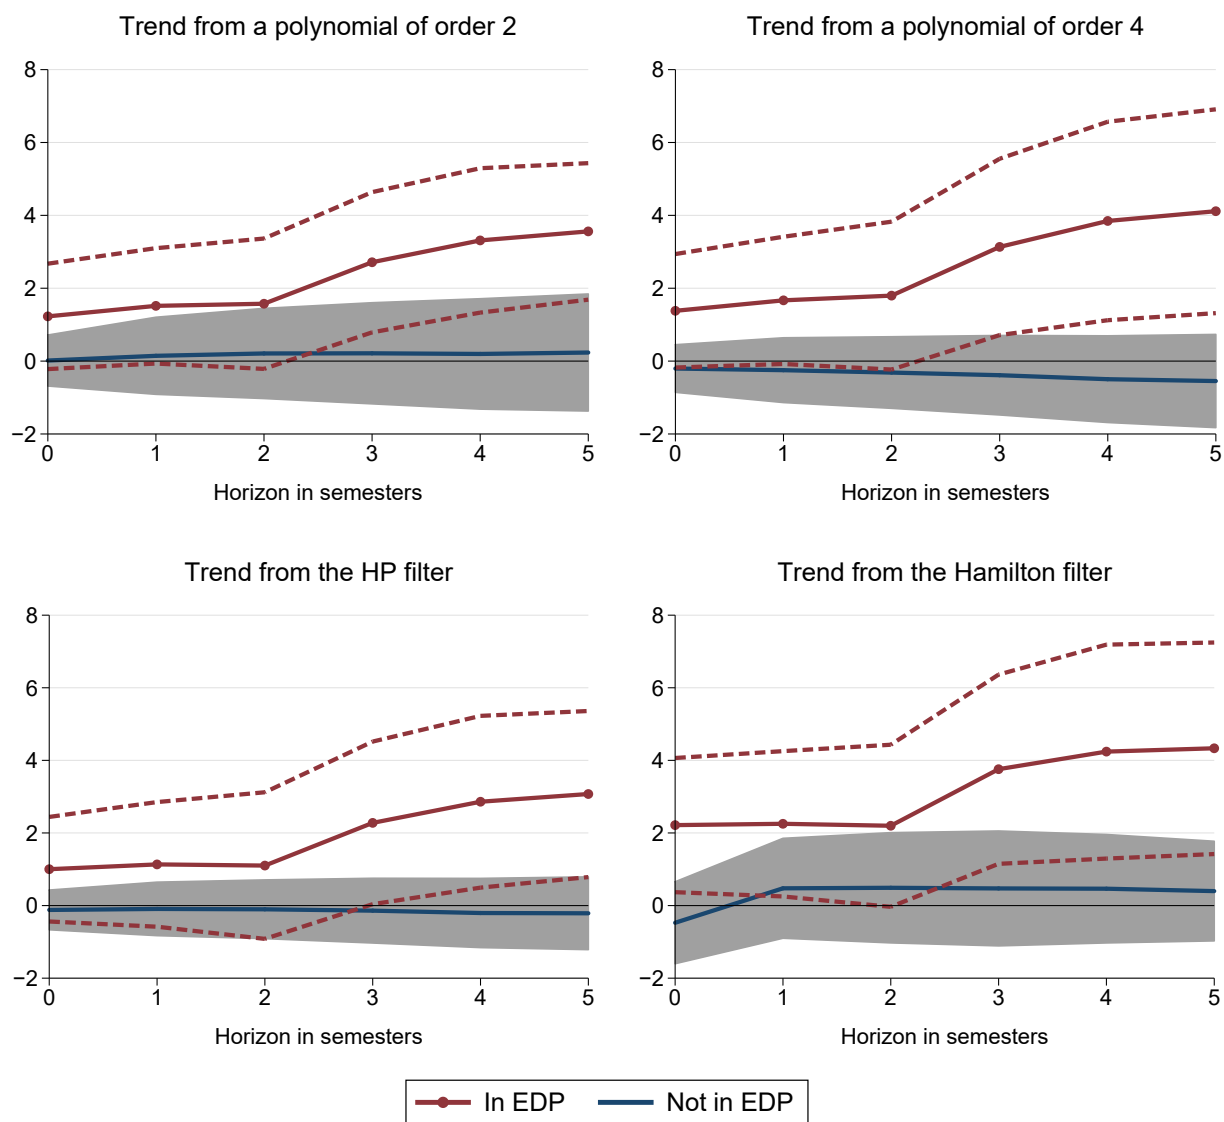 Trend from a polynomial of order 2
8
6
4
2
0
−2
0 1 2 3 4 5
Horizon in semesters
Trend from a polynomial of order 4
8
6
4
2
0
−2
0 1 2 3 4 5
Horizon in semesters
Trend from the HP filter
8
6
4
2
0
−2
0 1 2 3 4 5
Horizon in semesters
Trend from the Hamilton filter
8
6
4
2
0
−2
0 1 2 3 4 5
Horizon in semesters
In EDP Not in EDP